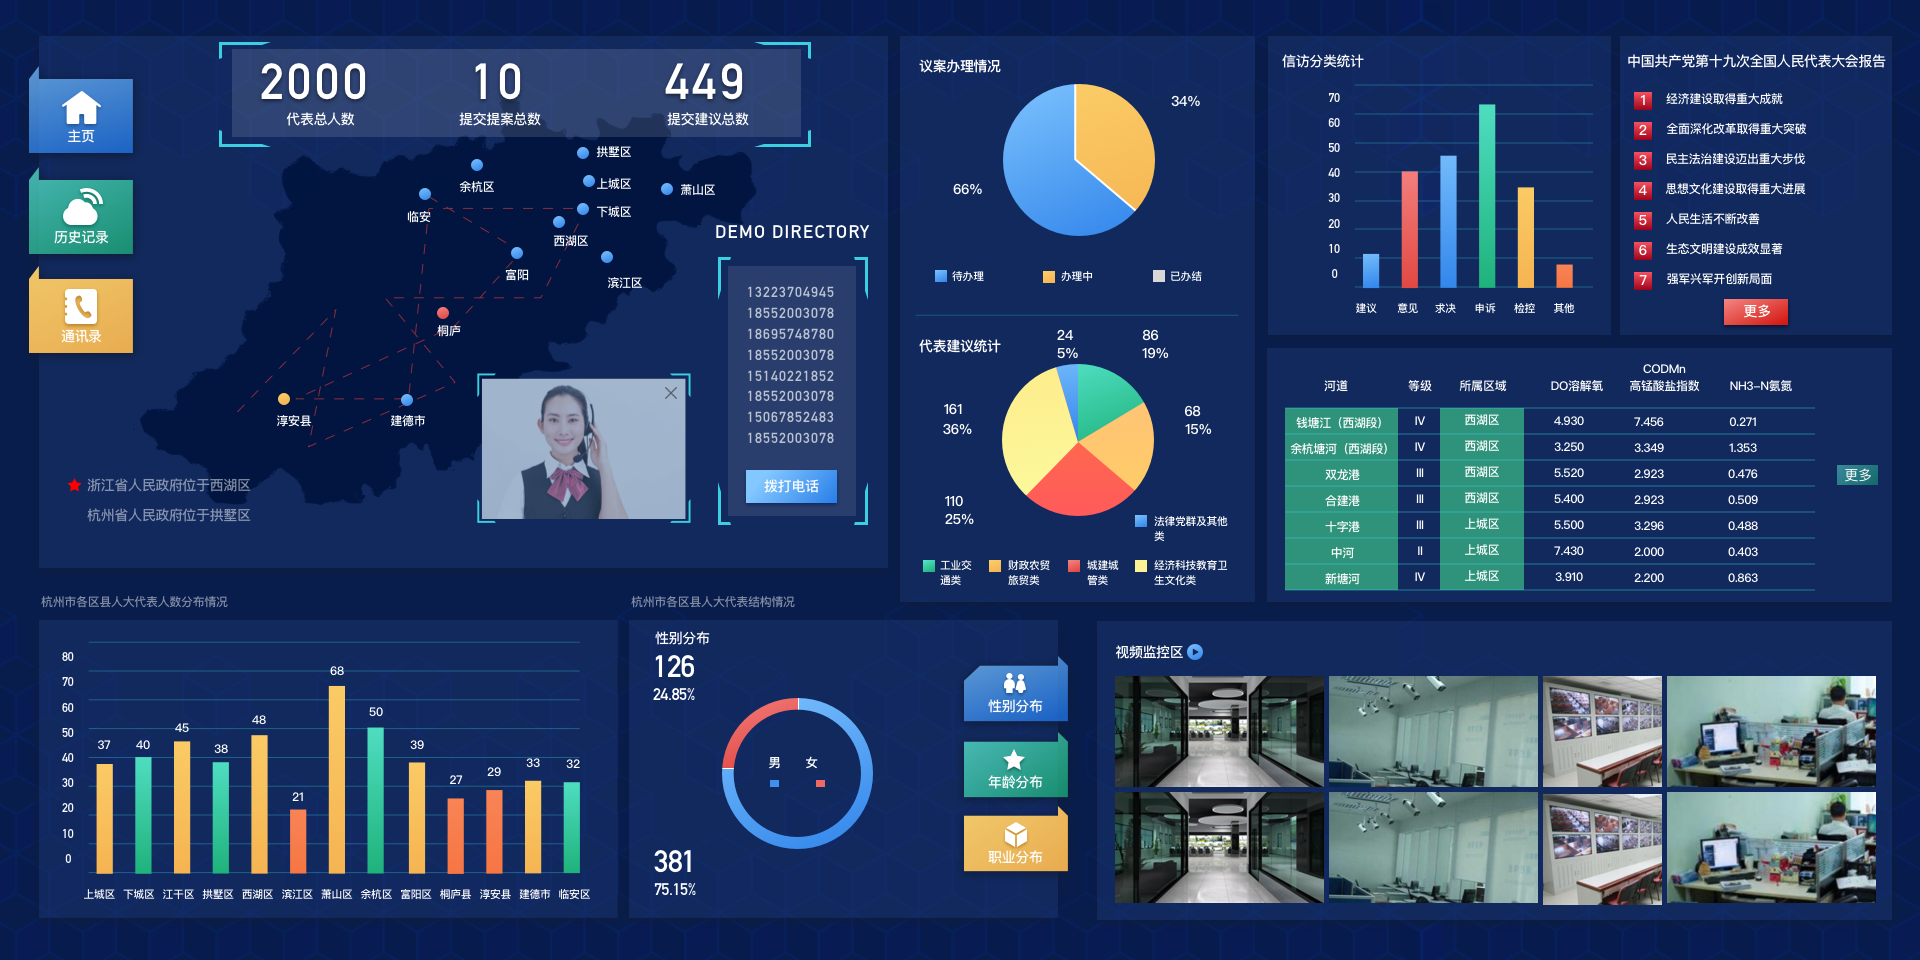 2000
代表总人数
10
提交提案总数
449
提交建议总数
主页
历史记录
通讯录
拱墅区
余杭区
上城区
萧山区
临安
下城区
西湖区
富阳
滨江区
桐庐
淳安县
建德市
DEMO DIRECTORY
13223704945
18552003078
18695748780
18552003078
15140221852
18552003078
15067852483
18552003078
拨打电话
浙江省人民政府位于西湖区
杭州省人民政府位于拱墅区
议案办理情况
34%
66%
待办理
办理中
已办结
代表建议统计
24
5%
86
19%
161
36%
68
15%
110
25%
法律党群及其他类
工业交通类
财政农贸旅贸类
城建城管类
经济科技教育卫生文化类
信访分类统计
70
60
50
40
30
20
10
0
建议
意见
求决
申诉
检控
其他
中国共产党第十九次全国人民代表大会报告
1 经济建设取得重大成就
2 全面深化改革取得重大突破
3 民主法治建设迈出重大步伐
4 思想文化建设取得重大进展
5 人民生活不断改善
6 生态文明建设成效显著
7 强军兴军开创新局面
更多
河道 等级 所属区域 DO溶解氧 CODMn高锰酸盐指数 NH3-N氨氮
钱塘江（西湖段） IV 西湖区 4.930 7.456 0.271
余杭塘河（西湖段） IV 西湖区 3.250 3.349 1.353
双龙港 III 西湖区 5.520 2.923 0.476
合建港 III 西湖区 5.400 2.923 0.509
十字港 III 上城区 5.500 3.296 0.488
中河 II 上城区 7.430 2.000 0.403
新塘河 IV 上城区 3.910 2.200 0.863
更多
杭州市各区县人大代表人数分布情况
80
70
60
50
40
30
20
10
0
37
40
45
38
48
21
68
50
39
27
29
33
32
上城区
下城区
江干区
拱墅区
西湖区
滨江区
萧山区
余杭区
富阳区
桐庐县
淳安县
建德市
临安区
杭州市各区县人大代表结构情况
性别分布
126
24.85%
男
女
381
75.15%
性别分布
年龄分布
职业分布
视频监控区